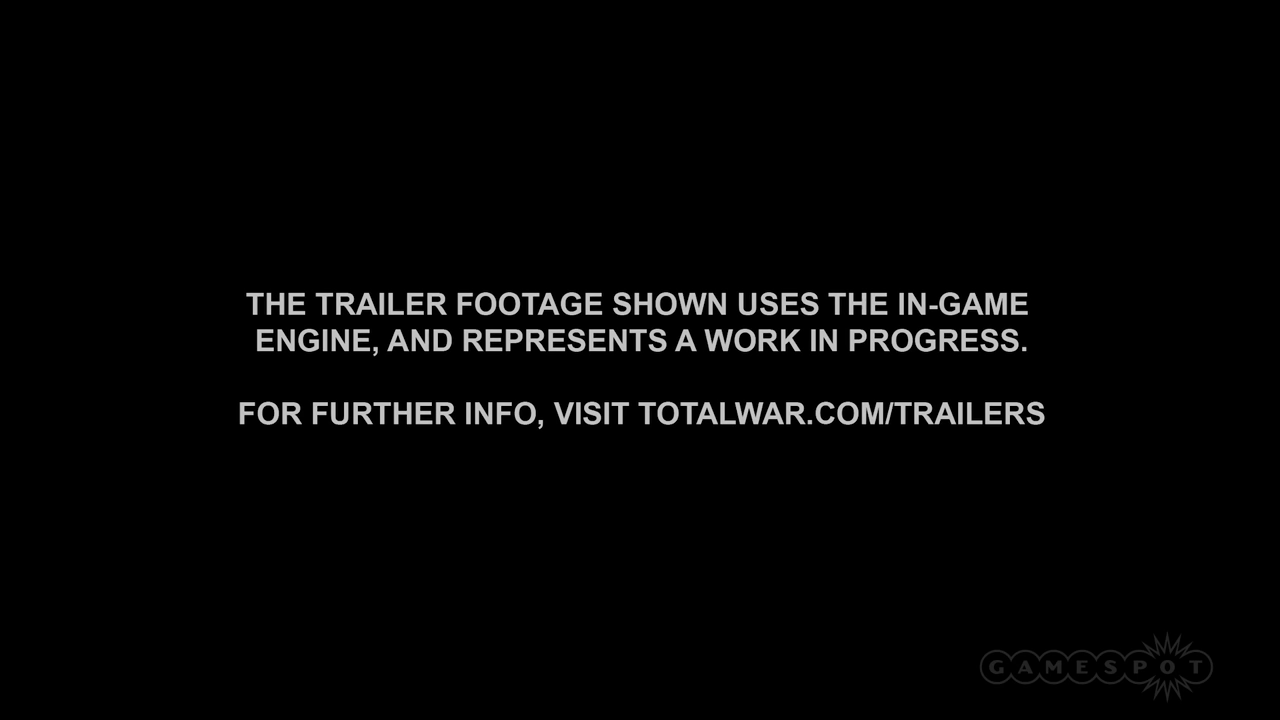 THE TRAILER FOOTAGE SHOWN USES THE IN-GAME
ENGINE, AND REPRESENTS A WORK IN PROGRESS.
FOR FURTHER INFO, VISIT TOTALWAR.COM/TRAILERS
GAMESPOT